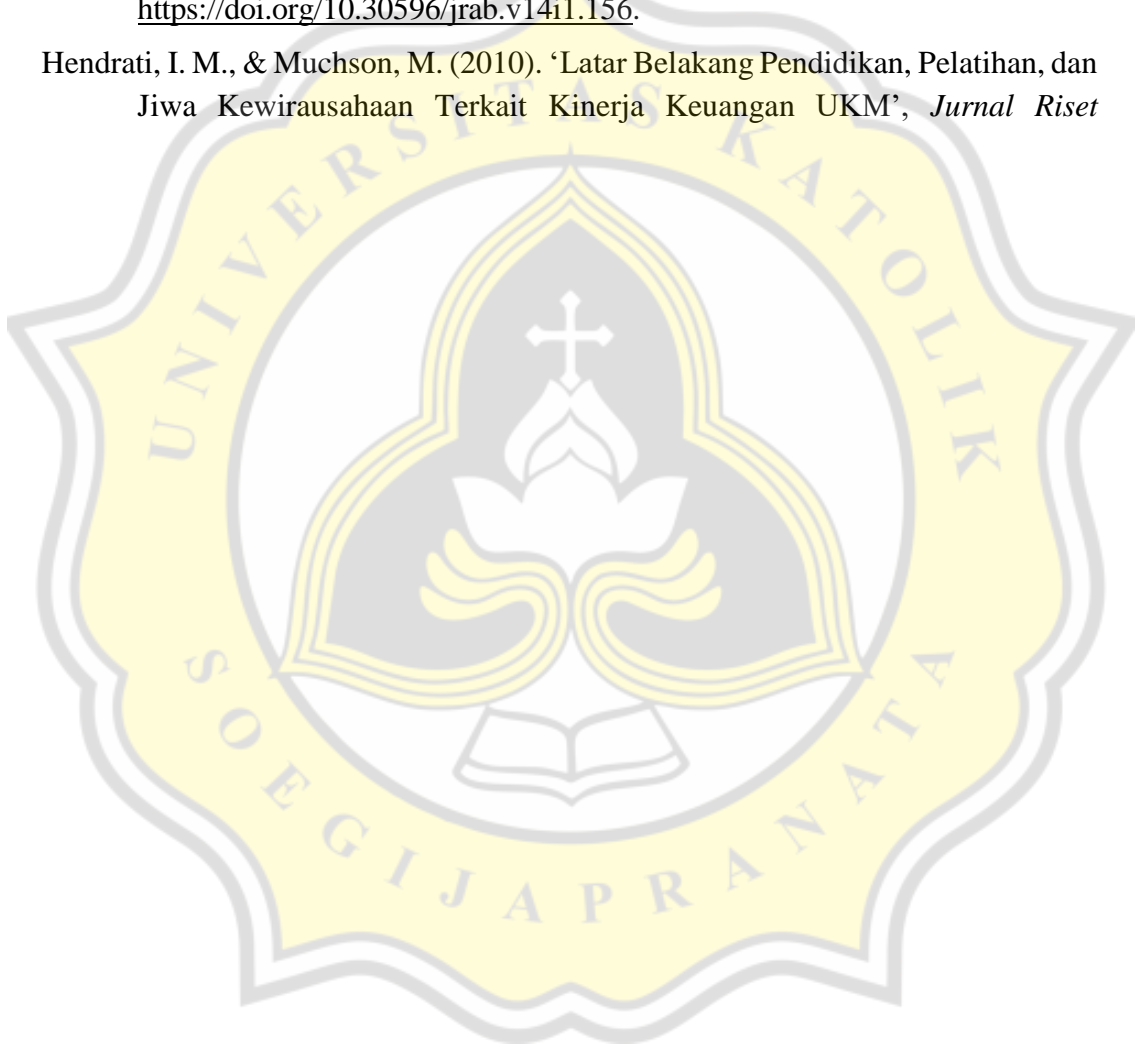 https://doi.org/10.30596/jrab.v14i1.156.
Hendrati, I. M., & Muchson, M. (2010). ‘Latar Belakang Pendidikan, Pelatihan, dan
Jiwa Kewirausahaan Terkait Kinerja Keuangan UKM’, Jurnal Riset
UNIVERSITAS KATOLIK
SOEGIJAPRANATA